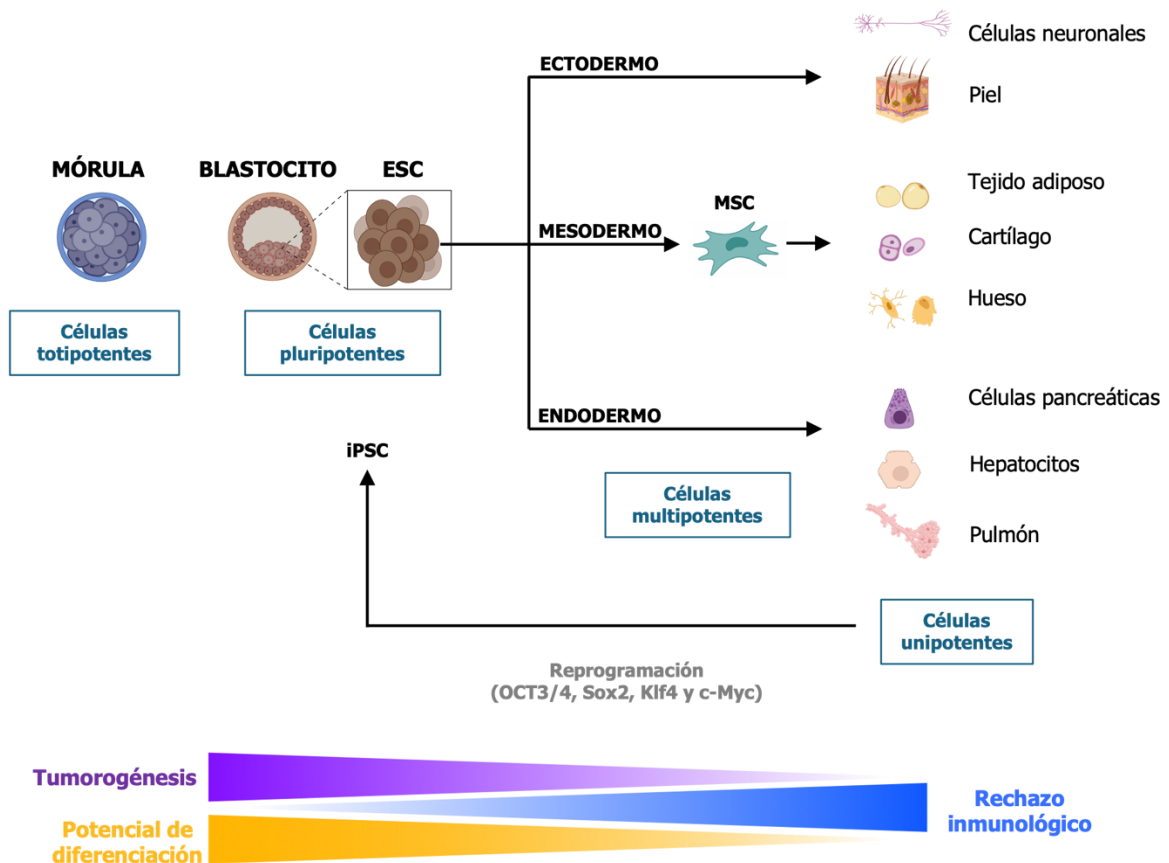 MÓRULA
BLASTOCITO
ESC
Células
totipotentes
Células
pluripotentes
ECTODERMO
MESODERMO
ENDODERMO
MSC
Células neuronales
Piel
Tejido adiposo
Cartílago
Hueso
Células pancreáticas
Hepatocitos
Pulmón
iPSC
Células
multipotentes
Células
unipotentes
Reprogramación
(OCT3/4, Sox2, Klf4 y c-Myc)
Tumorogénesis
Potencial de
diferenciación
Rechazo
inmunológico